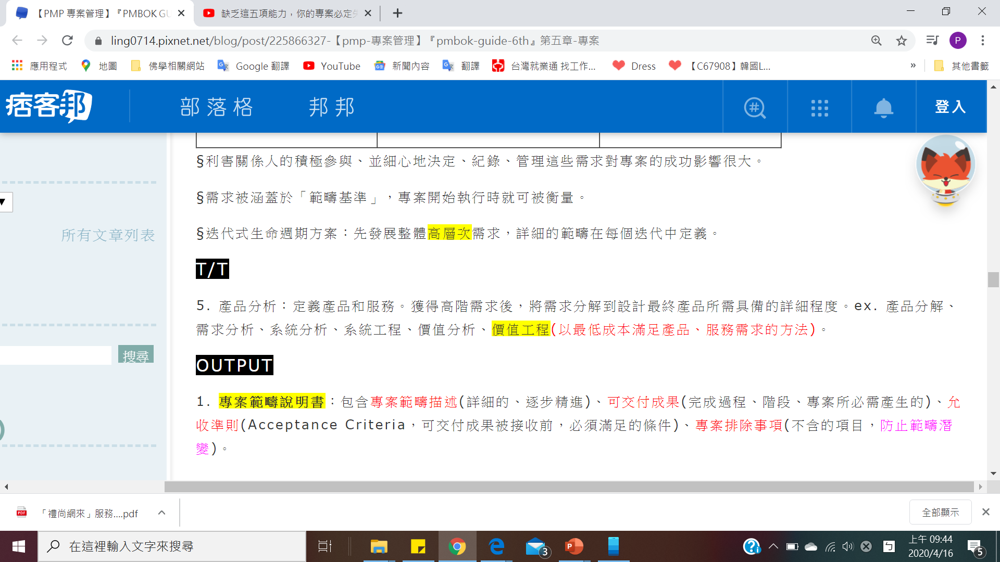 【PMP 專案管理】『PMBOK GU
缺乏這五項能力，你的專案必定失
ling0714.pixnet.net/blog/post/225866327-【pmp-專案管理】『pmbok-guide-6th』第五章-專案
P
應用程式 地圖 佛學相關網站 Google 翻譯 YouTube 新聞內容 翻譯 台灣就業通 找工作... Dress 【C67908】韓國L... » 其他書籤
痞客邦 部落格 邦邦 登入
§利害關係人的積極參與、並細心地決定、紀錄、管理這些需求對專案的成功影響很大。
§需求被涵蓋於「範疇基準」，專案開始執行時就可被衡量。
所有文章列表
§迭代式生命週期方案：先發展整體高層次需求，詳細的範疇在每個迭代中定義。
T/T
5. 產品分析：定義產品和服務。獲得高階需求後，將需求分解到設計最終產品所需具備的詳細程度。ex. 產品分解、
需求分析、系統分析、系統工程、價值分析、價值工程(以最低成本滿足產品、服務需求的方法)。
搜尋
OUTPUT
1. 專案範疇說明書：包含專案範疇描述(詳細的、逐步精進)、可交付成果(完成過程、階段、專案所必需產生的)、允
收準則(Acceptance Criteria，可交付成果被接收前，必須滿足的條件)、專案排除事項(不含的項目，防止範疇潛
變)。
PDF 「禮尚網來」服務....pdf 全部顯示
在這裡輸入文字來搜尋
3
ㄅ
上午 09:44
2020/4/16
5